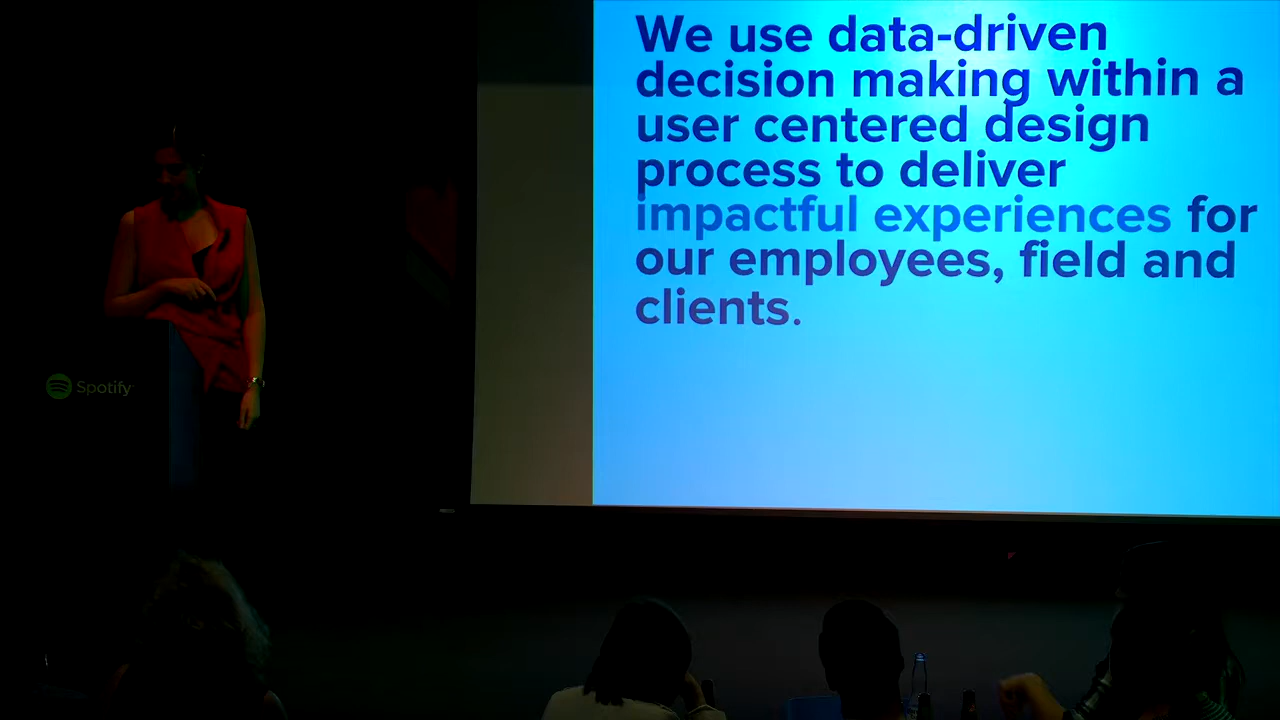 We use data-driven
decision making within a
user centered design
process to deliver
impactful experiences for
our employees, field and
clients.
Spotify